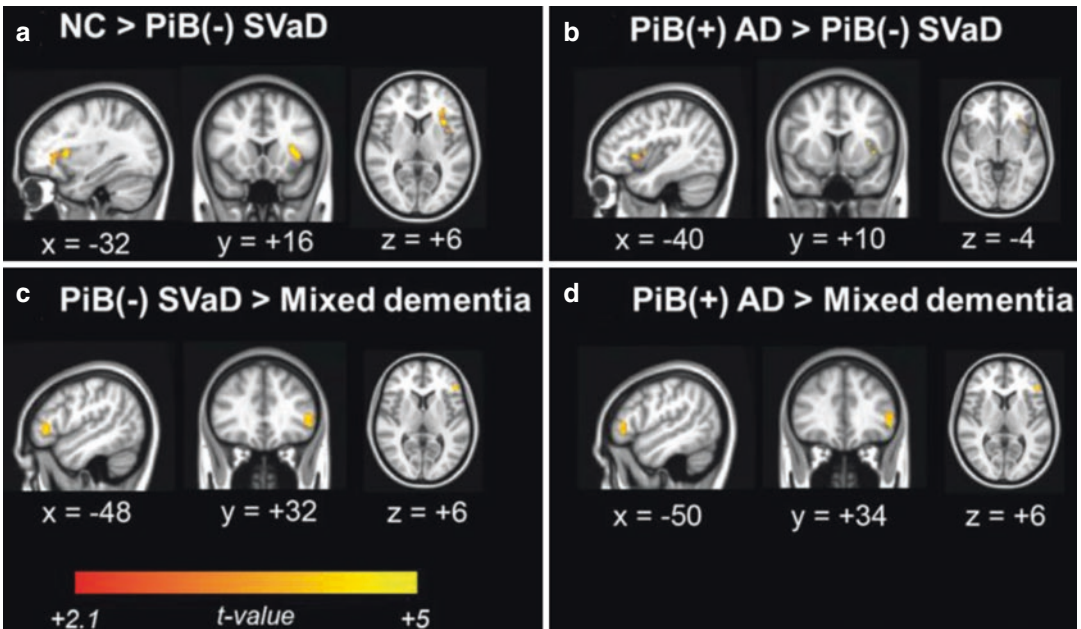 a
NC > PiB(-) SVaD
x = -32
y = +16
z = +6
b
PiB(+) AD > PiB(-) SVaD
x = -40
y = +10
z = -4
c
PiB(-) SVaD > Mixed dementia
x = -48
y = +32
z = +6
+2.1
t-value
+5
d
PiB(+) AD > Mixed dementia
x = -50
y = +34
z = +6